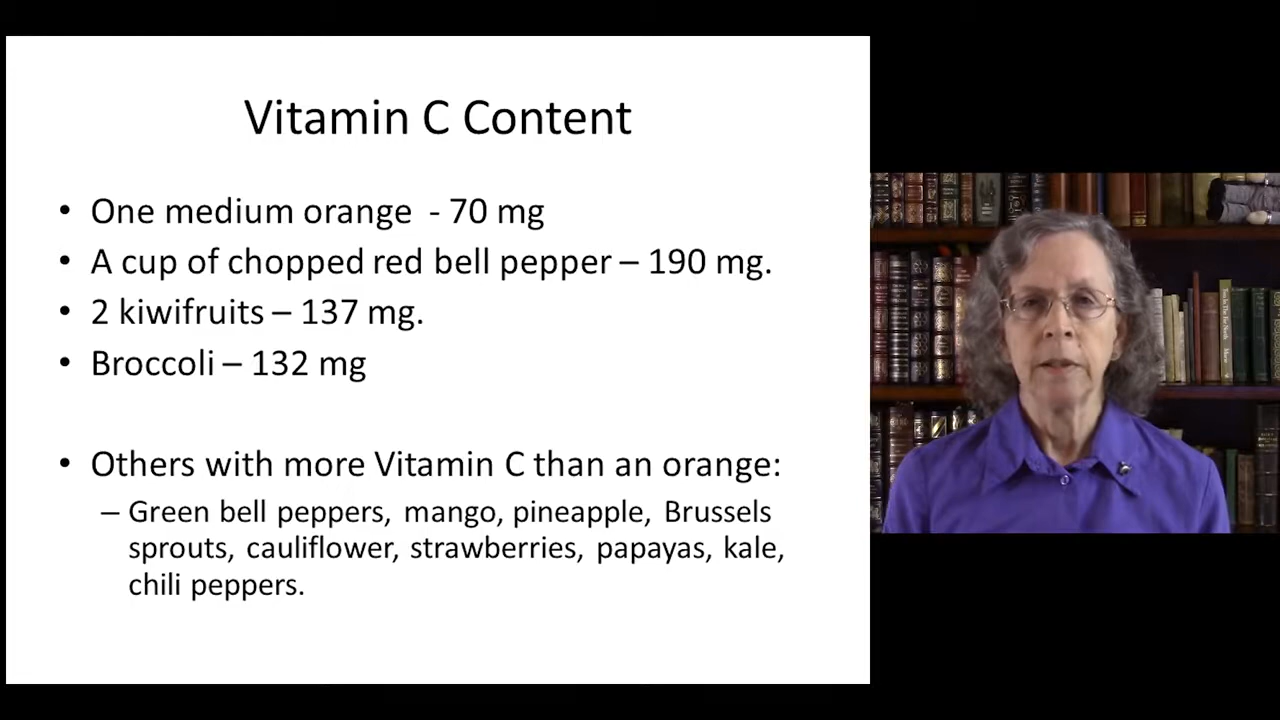 Vitamin C Content
• One medium orange - 70 mg
• A cup of chopped red bell pepper – 190 mg.
• 2 kiwifruits – 137 mg.
• Broccoli – 132 mg
• Others with more Vitamin C than an orange:
– Green bell peppers, mango, pineapple, Brussels
sprouts, cauliflower, strawberries, papayas, kale,
chili peppers.